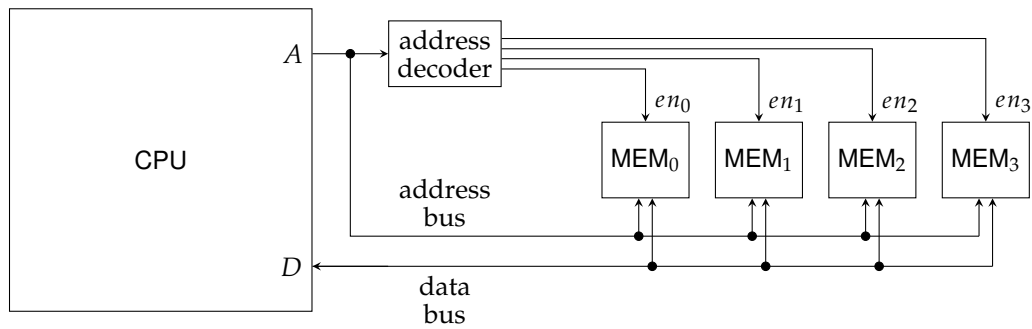 A
address
decoder
en₀
en₁
en₂
en₃
CPU
MEM₀
MEM₁
MEM₂
MEM₃
address
bus
D
data
bus